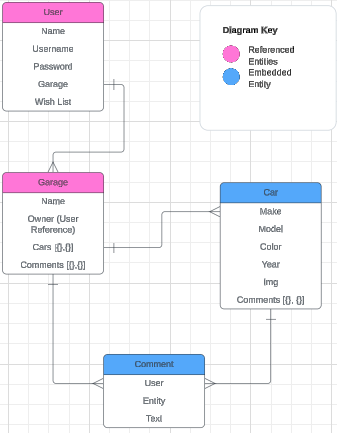 User
Name
Username
Password
Garage
Wish List
Diagram Key
Referenced
Entities
Embedded
Entity
Garage
Name
Owner (User
Reference)
Cars [{},{}]
Comments [{},{}]
Car
Make
Model
Color
Year
Img
Comments [{}, {}]
Comment
User
Entity
Text